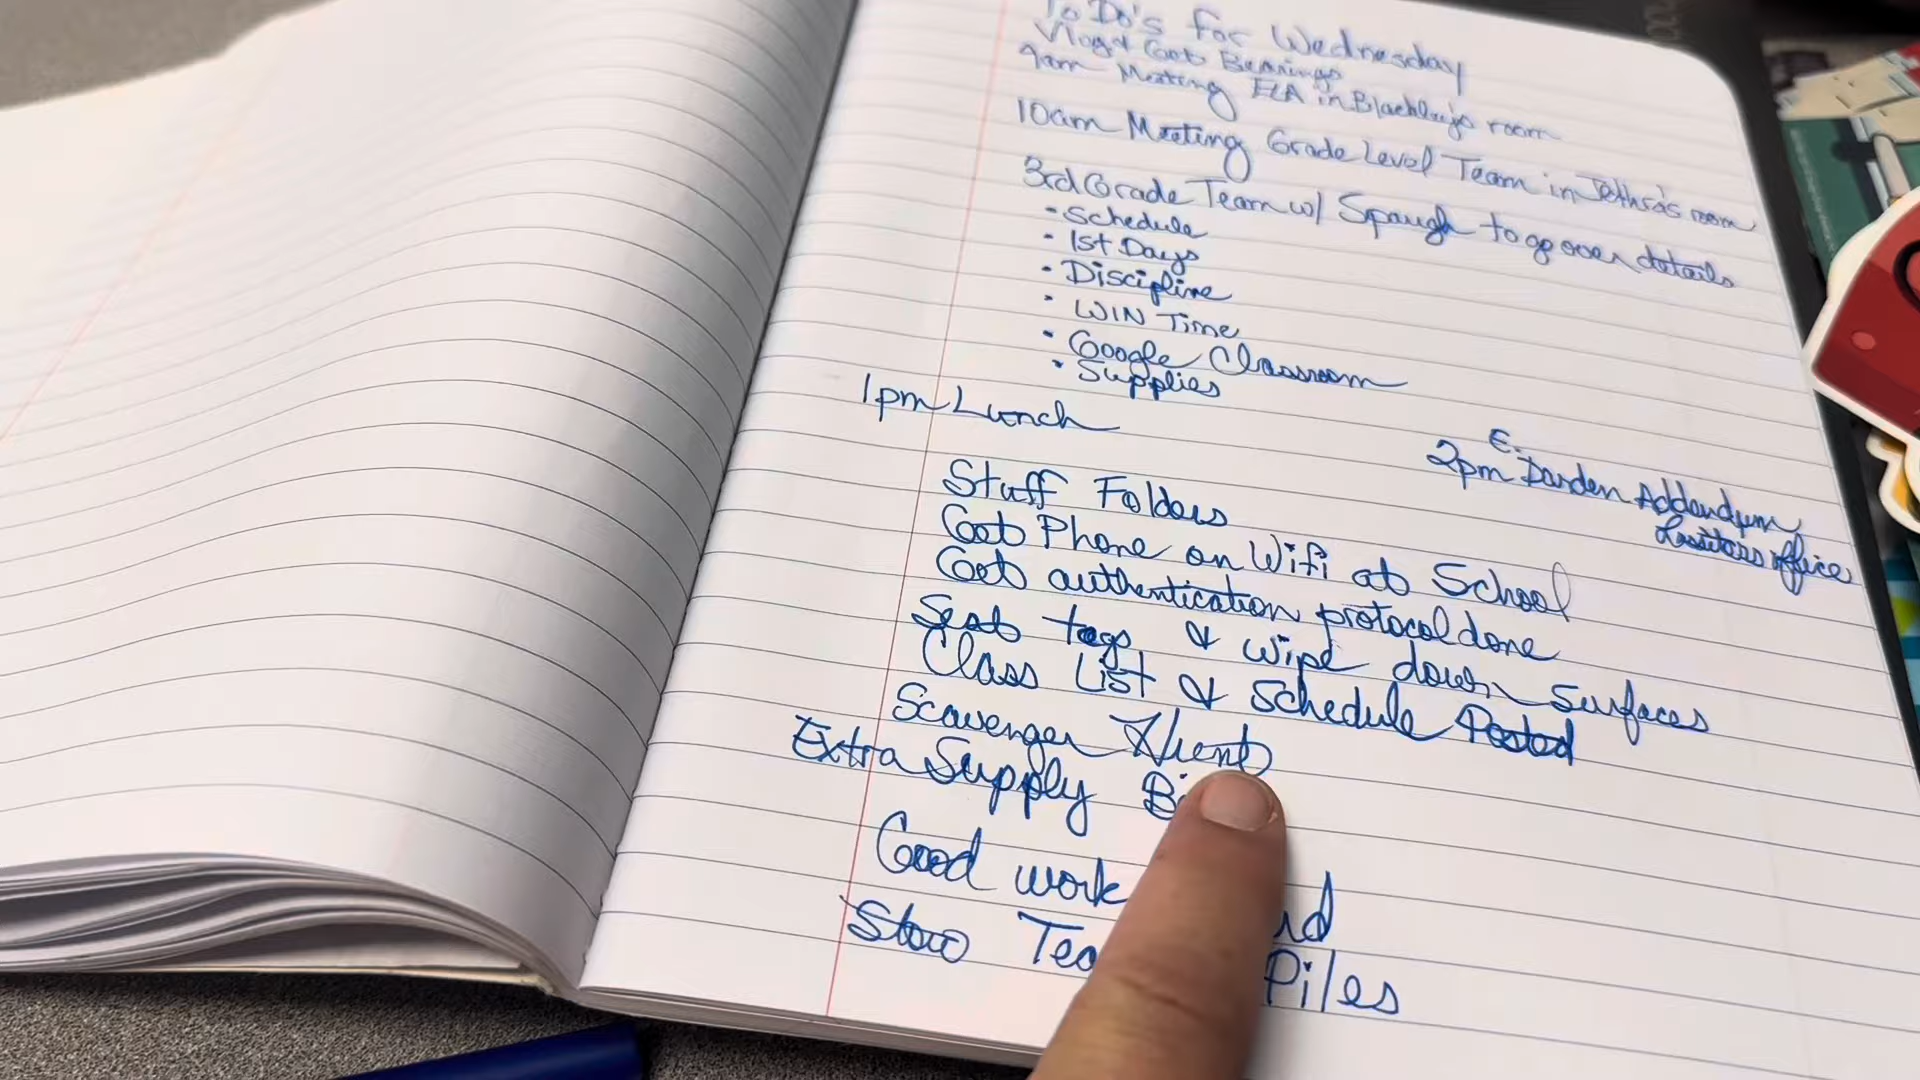 To Do's for Wednesday
Vlog & Get Bearings
9am Meeting ELA in Blachley's room
10am Meeting Grade Level Team in Jethro's room
3rd Grade Team w/ Spaugh to go over details
• Schedule
• 1st Days
• Discipline
• WIN Time
• Google Classroom
• Supplies
1pm Lunch
2pm E. Darden Addendum
office
Stuff Folders
Get Phone on Wifi at School
Get authentication protocol done
Seat tags & wipe down surfaces
Class List & Schedule Posted
Scavenger Hunt
Extra Supply
Good work
Stow Piles